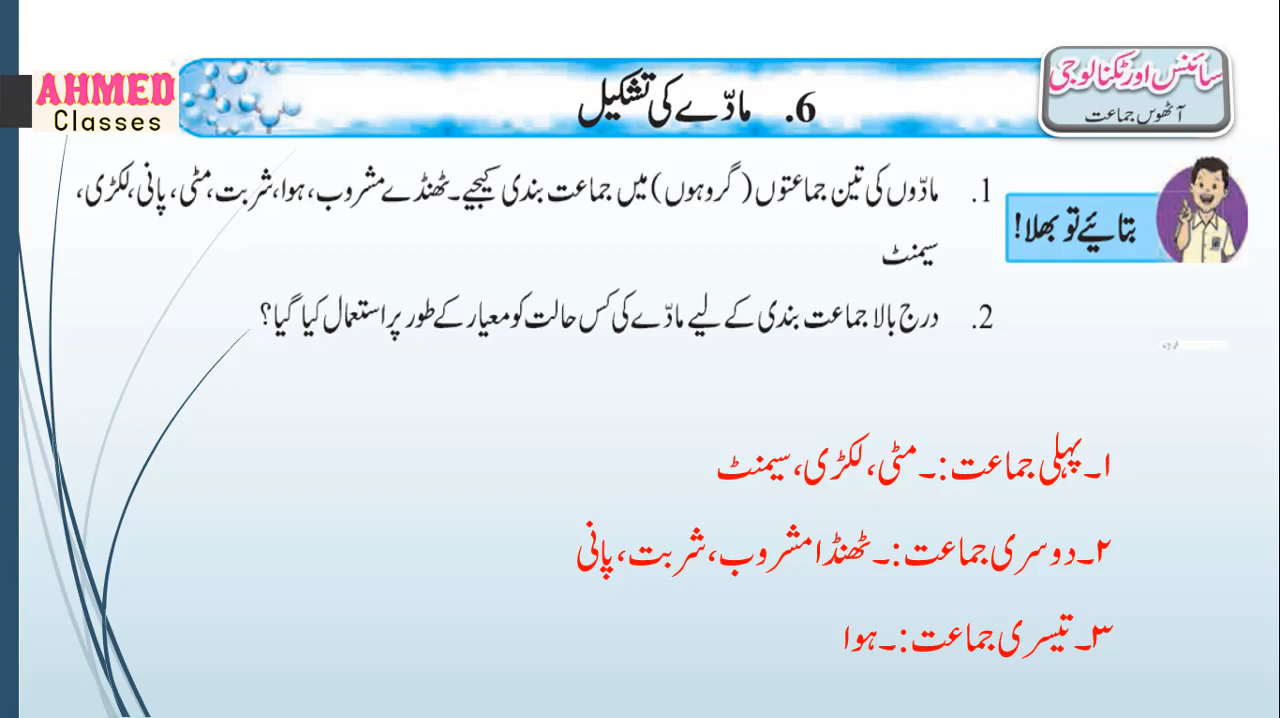 AHMED
Classes
سائنس اور ٹکنالوجی
آٹھویں جماعت
6. مادّے کی تشکیل
بتائیے تو بھلا!
1. مادّوں کی تین جماعتوں (گروہوں) میں جماعت بندی کیجیے۔ ٹھنڈے مشروب، ہوا، شربت، مٹی، پانی، لکڑی،
سیمنٹ
2. درج بالا جماعت بندی کے لیے مادّے کی کس حالت کو معیار کے طور پر استعمال کیا گیا؟
۱۔ پہلی جماعت :۔ مٹی، لکڑی، سیمنٹ
۲۔ دوسری جماعت :۔ ٹھنڈا مشروب، شربت، پانی
۳۔ تیسری جماعت :۔ ہوا